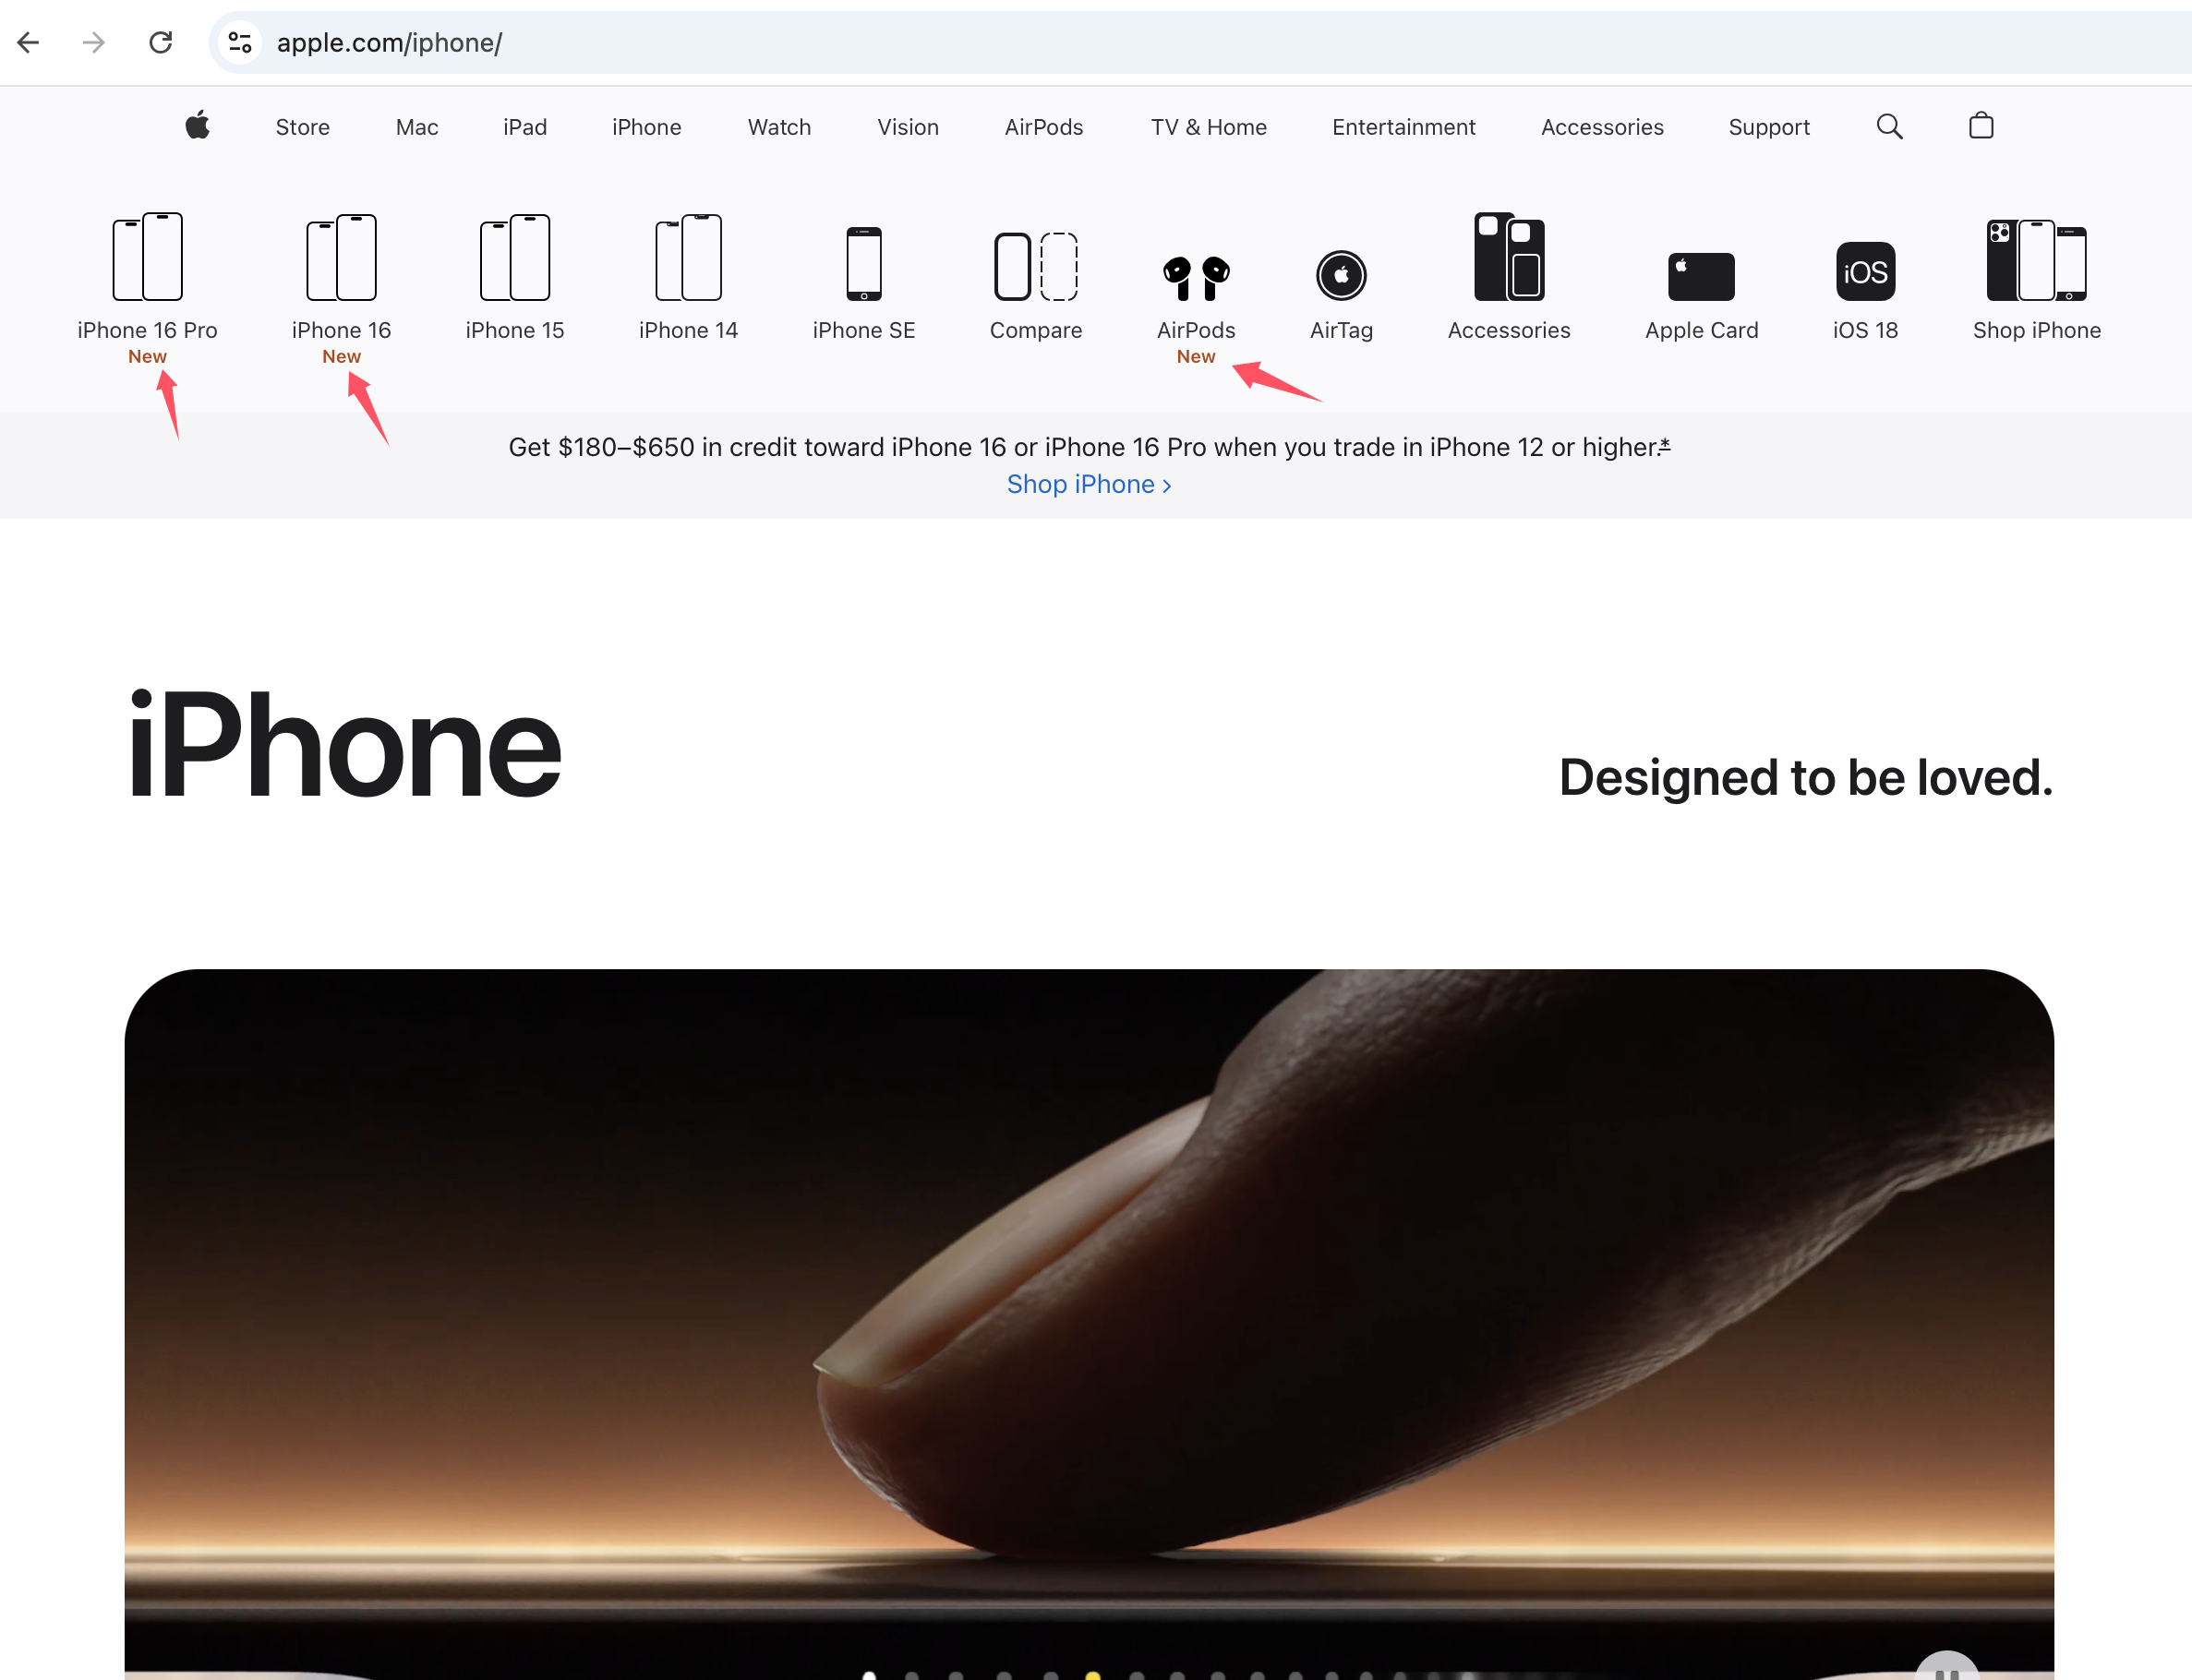 apple.com/iphone/
Store Mac iPad iPhone Watch Vision AirPods TV & Home Entertainment Accessories Support
iOS
iPhone 16 Pro iPhone 16 iPhone 15 iPhone 14 iPhone SE Compare AirPods AirTag Accessories Apple Card iOS 18 Shop iPhone
New New New
Get $180–$650 in credit toward iPhone 16 or iPhone 16 Pro when you trade in iPhone 12 or higher.*
Shop iPhone >
iPhone
Designed to be loved.